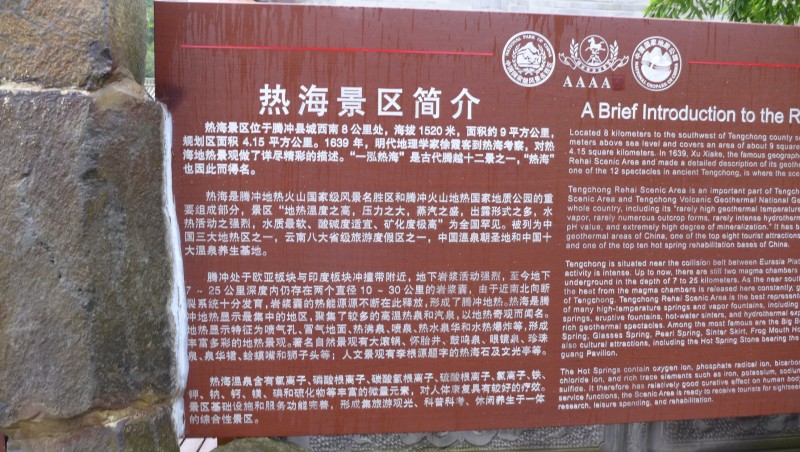 AAAA
热海景区简介
热海景区位于腾冲县城西南 8 公里处，海拔 1520 米，面积约 9 平方公里，
规划区面积 4.15 平方公里。1639 年，明代地理学家徐霞客到热海考察，对热
海地热景观做了详尽精彩的描述。“一泓热海”是古代腾越十二景之一，“热海”
也因此而得名。
热海是腾冲地热火山国家级风景名胜区和腾冲火山地热国家地质公园的重
要组成部分，景区“地热温度之高，压力之大，蒸汽之盛，出露形式之多，水
热活动之强烈，水质最软、酸碱度适宜、矿化度极高”为全国罕见。被列为中
国三大地热区之一，云南八大省级旅游度假区之一，中国温泉朝圣地和中国十
大温泉养生基地。
腾冲处于欧亚板块与印度板块冲撞带附近，地下岩浆活动强烈，至今地下
7 ~ 25 公里深度内仍存在两个直径 10 ~ 30 公里的岩浆囊，由于近南北向断
裂系统十分发育，岩浆囊的热能源源不断在此释放，形成了腾冲地热。热海是腾
冲地热显示最集中的地区，聚集了较多的高温热泉和汽泉，以地热奇观而闻名。
地热显示特征为喷气孔、冒气地面、热沸泉、喷泉、热水泉华和水热爆炸等，形成
丰富多彩的地热景观。著名自然景观有大滚锅、怀胎井、鼓鸣泉、眼镜泉、珍珠
泉、泉华裙、蛤蟆嘴和狮子头等；人文景观有李根源题字的热海石及文光亭等。
热海温泉含有氧离子、磷酸根离子、碳酸氢根离子、硫酸根离子、氯离子、铁、
钾、钠、钙、镁、碘和硫化物等丰富的微量元素，对人体康复具有较好的疗效。
景区基础设施和服务功能完善，形成集旅游观光、科普科考、休闲养生于一体
的综合性景区。
A Brief Introduction to the R
Located 8 kilometers to the southwest of Tengchong county s
meters above sea level and covers an area of about 9 square
4.15 square kilometers. In 1639, Xu Xiake, the famous geograph
Rehai Scenic Area and made a detailed description of its geothe
one of the 12 spectacles in ancient Tengchong, is where the sce
Tengchong Rehai Scenic Area is an important part of Tengch
Scenic Area and Tengchong Volcanic Geothermal National Ge
whole country, including its "rarely high geothermal temperature
vapor, rarely numerous outcrop forms, rarely intense hydrotherm
pH value, and extremely high degree of mineralization." It has b
geothermal areas of China, one of the top eight tourist attractions
and one of the top ten hot spring rehabilitation bases of China.
Tengchong is situated near the collision belt between Eurasia Plat
activity is intense. Up to now, there are still two magma chambers
underground in the depth of 7 to 25 kilometers. As the near south
the heat from the magma chambers is released here constantly, g
of Tengchong. Tengchong Rehai Scenic Area is the best represent
of many high-temperature springs and vapor fountains, including
springs, eruptive fountains, hot-water sinters, and hydrothermal exp
rich geothermal spectacles. Among the most famous are the Big B
Spring, Glasses Spring, Pearl Spring, Sinter Skirt, Frog Mouth H
also cultural attractions, including the Hot Spring Stone bearing the
guang Pavilion.
The Hot Springs contain oxygen ion, phosphate radical ion, bicarbon
chloride ion, and rich trace elements such as iron, potassium, sodium
sulfide. It therefore has relatively good curative effect on human bod
service functions, the Scenic Area is ready to receive tourists for sightsee
research, leisure spending, and rehabilitation.